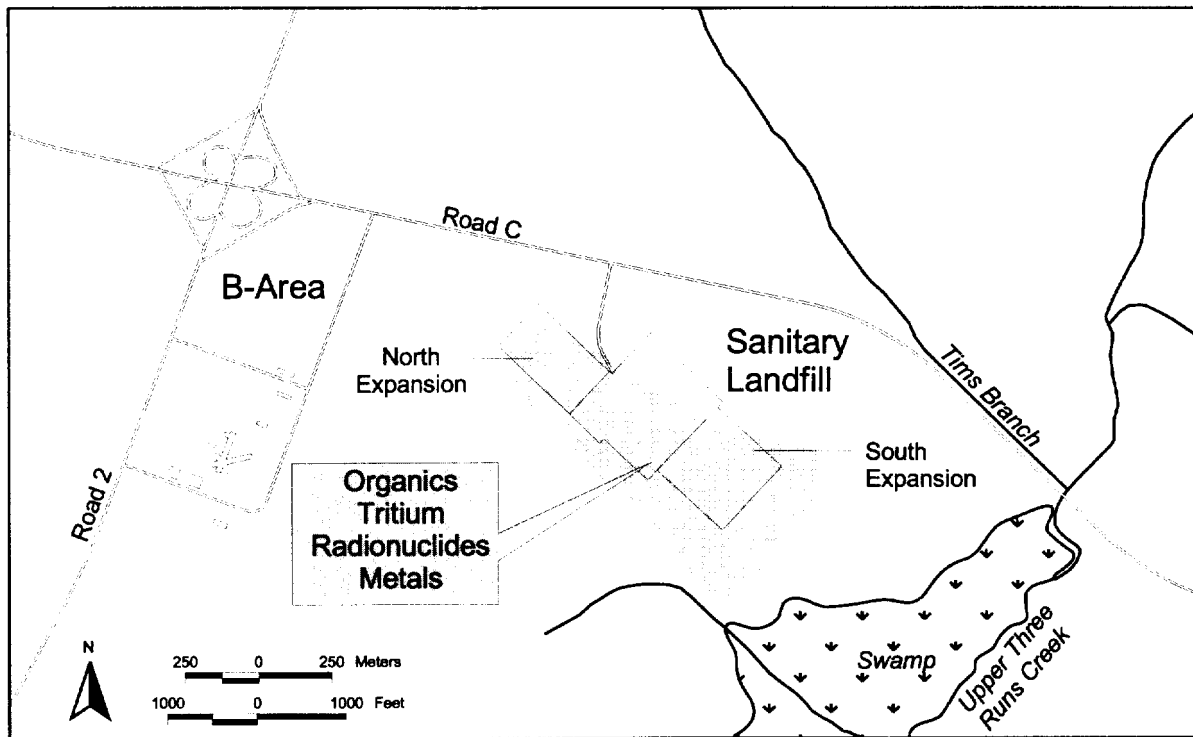 Road C
B-Area
North
Expansion
Sanitary
Landfill
Tims Branch
South
Expansion
Road 2
Organics
Tritium
Radionuclides
Metals
Swamp
Upper Three
Runs Creek
N
250 0 250 Meters
1000 0 1000 Feet